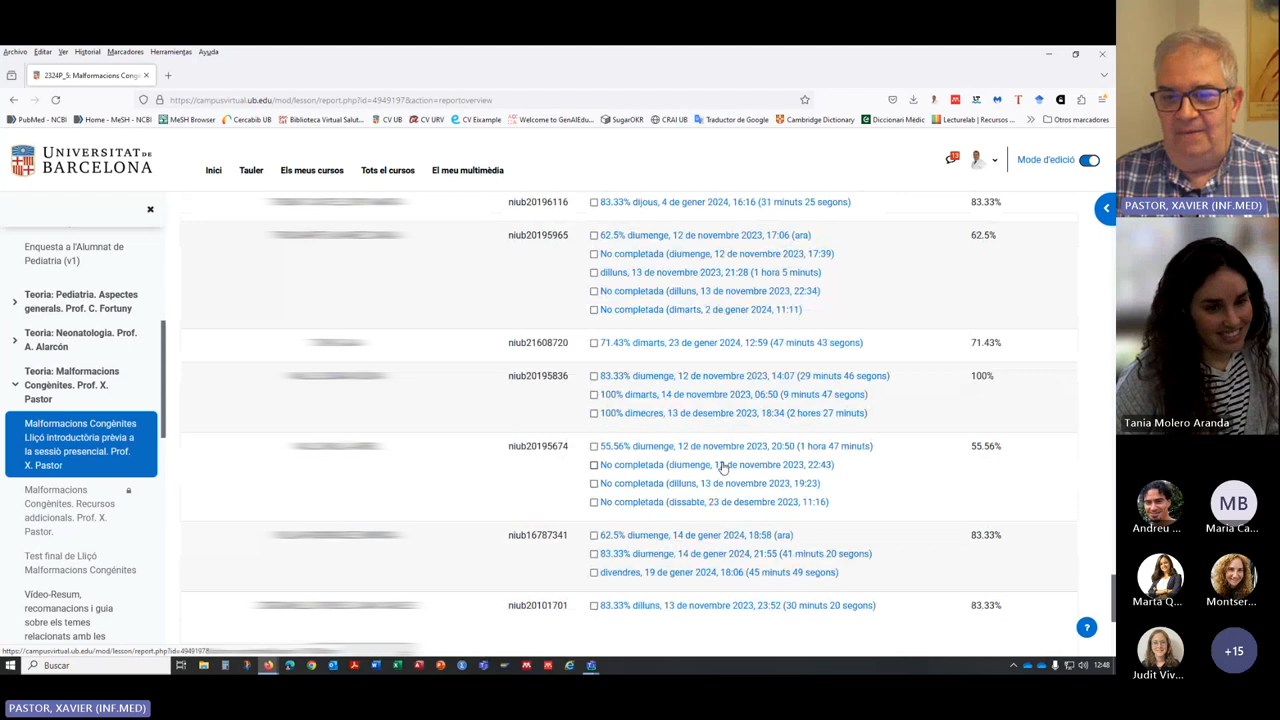 Archivo Editar Ver Historial Marcadores Herramientas Ayuda
2324P_5: Malformacions Conge
https://campusvirtual.ub.edu/mod/lesson/report.php?id=4949197&action=reportoverview
PubMed - NCBI Home - MeSH - NCBI MeSH Browser Cercabib UB Biblioteca Virtual Salut... CV UB CV URV CV Eixample Welcome to GenAIEdu... SugarOKR CRAI UB Traductor de Google Cambridge Dictionary Diccionari Mèdic Lecturelab | Recursos ... Otros marcadores
UNIVERSITAT DE
BARCELONA
Inici Tauler Els meus cursos Tots el cursos El meu multimèdia
Mode d'edició
Enquesta a l'Alumnat de
Pediatria (v1)
Teoria: Pediatria. Aspectes
generals. Prof. C. Fortuny
Teoria: Neonatologia. Prof.
A. Alarcón
Teoria: Malformacions
Congènites. Prof. X.
Pastor
Malformacions Congènites
Lliçó introductòria prèvia a
la sessió presencial. Prof.
X. Pastor
Malformacions
Congènites. Recursos
addicionals. Prof. X.
Pastor.
Test final de Lliçó
Malformacions Congènites
Vídeo-Resum,
recomanacions i guia
sobre els temes
relacionats amb les
niub20196116 83.33% dijous, 4 de gener 2024, 16:16 (31 minuts 25 segons) 83.33%
niub20195965 62.5% diumenge, 12 de novembre 2023, 17:06 (ara) 62.5%
No completada (diumenge, 12 de novembre 2023, 17:39)
dilluns, 13 de novembre 2023, 21:28 (1 hora 5 minuts)
No completada (dilluns, 13 de novembre 2023, 22:34)
No completada (dimarts, 2 de gener 2024, 11:11)
niub21608720 71.43% dimarts, 23 de gener 2024, 12:59 (47 minuts 43 segons) 71.43%
niub20195836 83.33% diumenge, 12 de novembre 2023, 14:07 (29 minuts 46 segons) 100%
100% dimarts, 14 de novembre 2023, 06:50 (9 minuts 47 segons)
100% dimecres, 13 de desembre 2023, 18:34 (2 hores 27 minuts)
niub20195674 55.56% diumenge, 12 de novembre 2023, 20:50 (1 hora 47 minuts) 55.56%
No completada (diumenge, de novembre 2023, 22:43)
No completada (dilluns, 13 de novembre 2023, 19:23)
No completada (dissabte, 23 de desembre 2023, 11:16)
niub16787341 62.5% diumenge, 14 de gener 2024, 18:58 (ara) 83.33%
83.33% diumenge, 14 de gener 2024, 21:55 (41 minuts 20 segons)
divendres, 19 de gener 2024, 18:06 (45 minuts 49 segons)
niub20101701 83.33% dilluns, 13 de novembre 2023, 23:52 (30 minuts 20 segons) 83.33%
?
https://campusvirtual.ub.edu/mod/lesson/report.php?id=4949197&
Buscar
12:48
PASTOR, XAVIER (INF.MED)
PASTOR, XAVIER (INF.MED)
Tania Molero Aranda
MB
Andreu ... Maria Ca...
Marta Q... Montser...
Judit Viv... +15